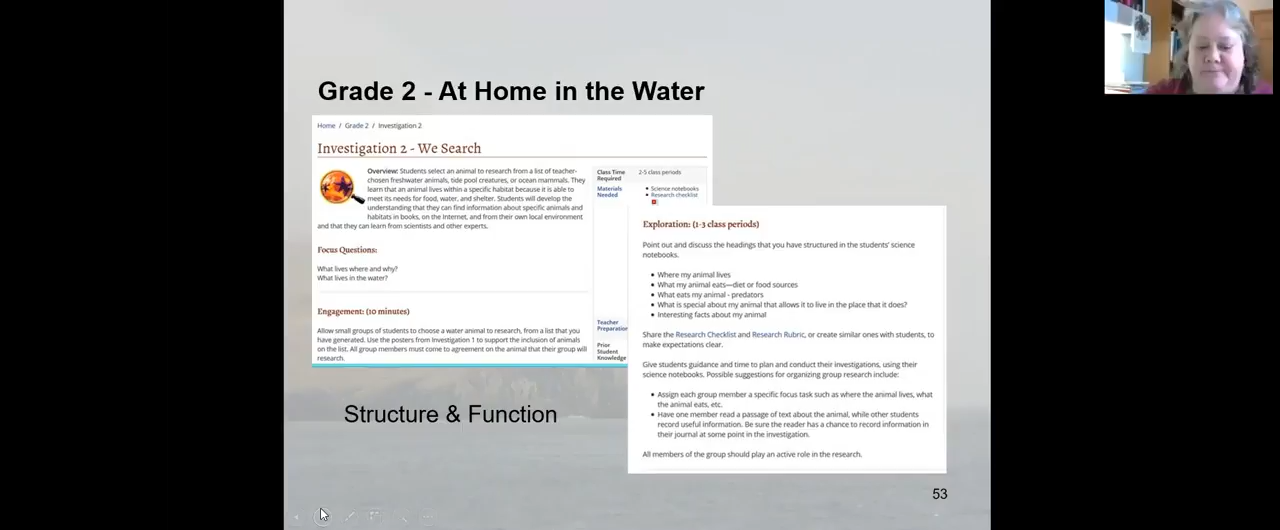 Grade 2 - At Home in the Water
Home / Grade 2 / Investigation 2
Investigation 2 - We Search
Overview: Students select an animal to research from a list of teacher-
chosen freshwater animals, tide pool creatures, or ocean mammals. They
learn that an animal lives within a specific habitat because it is able to
meet its needs for food, water, and shelter. Students will develop the
understanding that they can find information about specific animals and
habitats in books, on the Internet, and from their own local environment
and that they can learn from scientists and other experts.
Focus Questions:
What lives where and why?
What lives in the water?
Engagement: (10 minutes)
Allow small groups of students to choose a water animal to research, from a list that you
have generated. Use the posters from Investigation 1 to support the inclusion of animals
on the list. All group members must come to agreement on the animal that their group will
research.
Class Time
Required
2-5 class periods
Materials
Needed
• Science notebooks
• Research checklist
Teacher
Preparation
Prior
Student
Knowledge
Exploration: (1-3 class periods)
Point out and discuss the headings that you have structured in the students' science
notebooks.
• Where my animal lives
• What my animal eats—diet or food sources
• What eats my animal - predators
• What is special about my animal that allows it to live in the place that it does?
• Interesting facts about my animal
Share the Research Checklist and Research Rubric, or create similar ones with students, to
make expectations clear.
Give students guidance and time to plan and conduct their investigations, using their
science notebooks. Possible suggestions for organizing group research include:
• Assign each group member a specific focus task such as where the animal lives, what
the animal eats, etc.
• Have one member read a passage of text about the animal, while other students
record useful information. Be sure the reader has a chance to record information in
their journal at some point in the investigation.
All members of the group should play an active role in the research.
Structure & Function
53